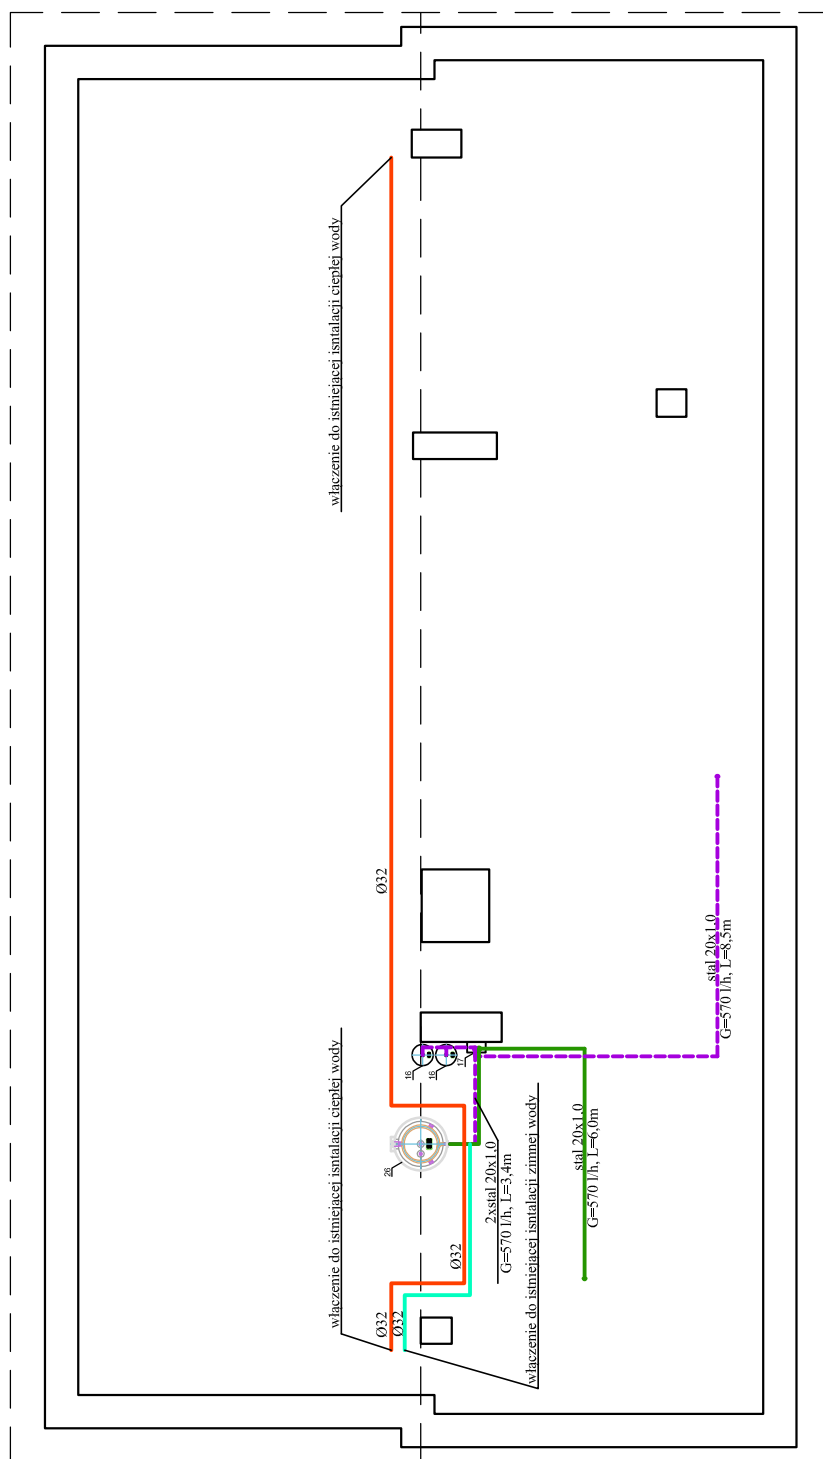 włączenie do istniejącej isntalacji ciepłej wody
Ø32
stal 20x1,0
G=570 l/h, L=8,5m
16
16
17
26
włączenie do istniejącej isntalacji ciepłej wody
2xstal 20x1,0
G=570 l/h, L=3,4m
stal 20x1,0
G=570 l/h, L=6,0m
włączenie do istniejącej isntalacji zimnej wody
Ø32
Ø32
Ø32